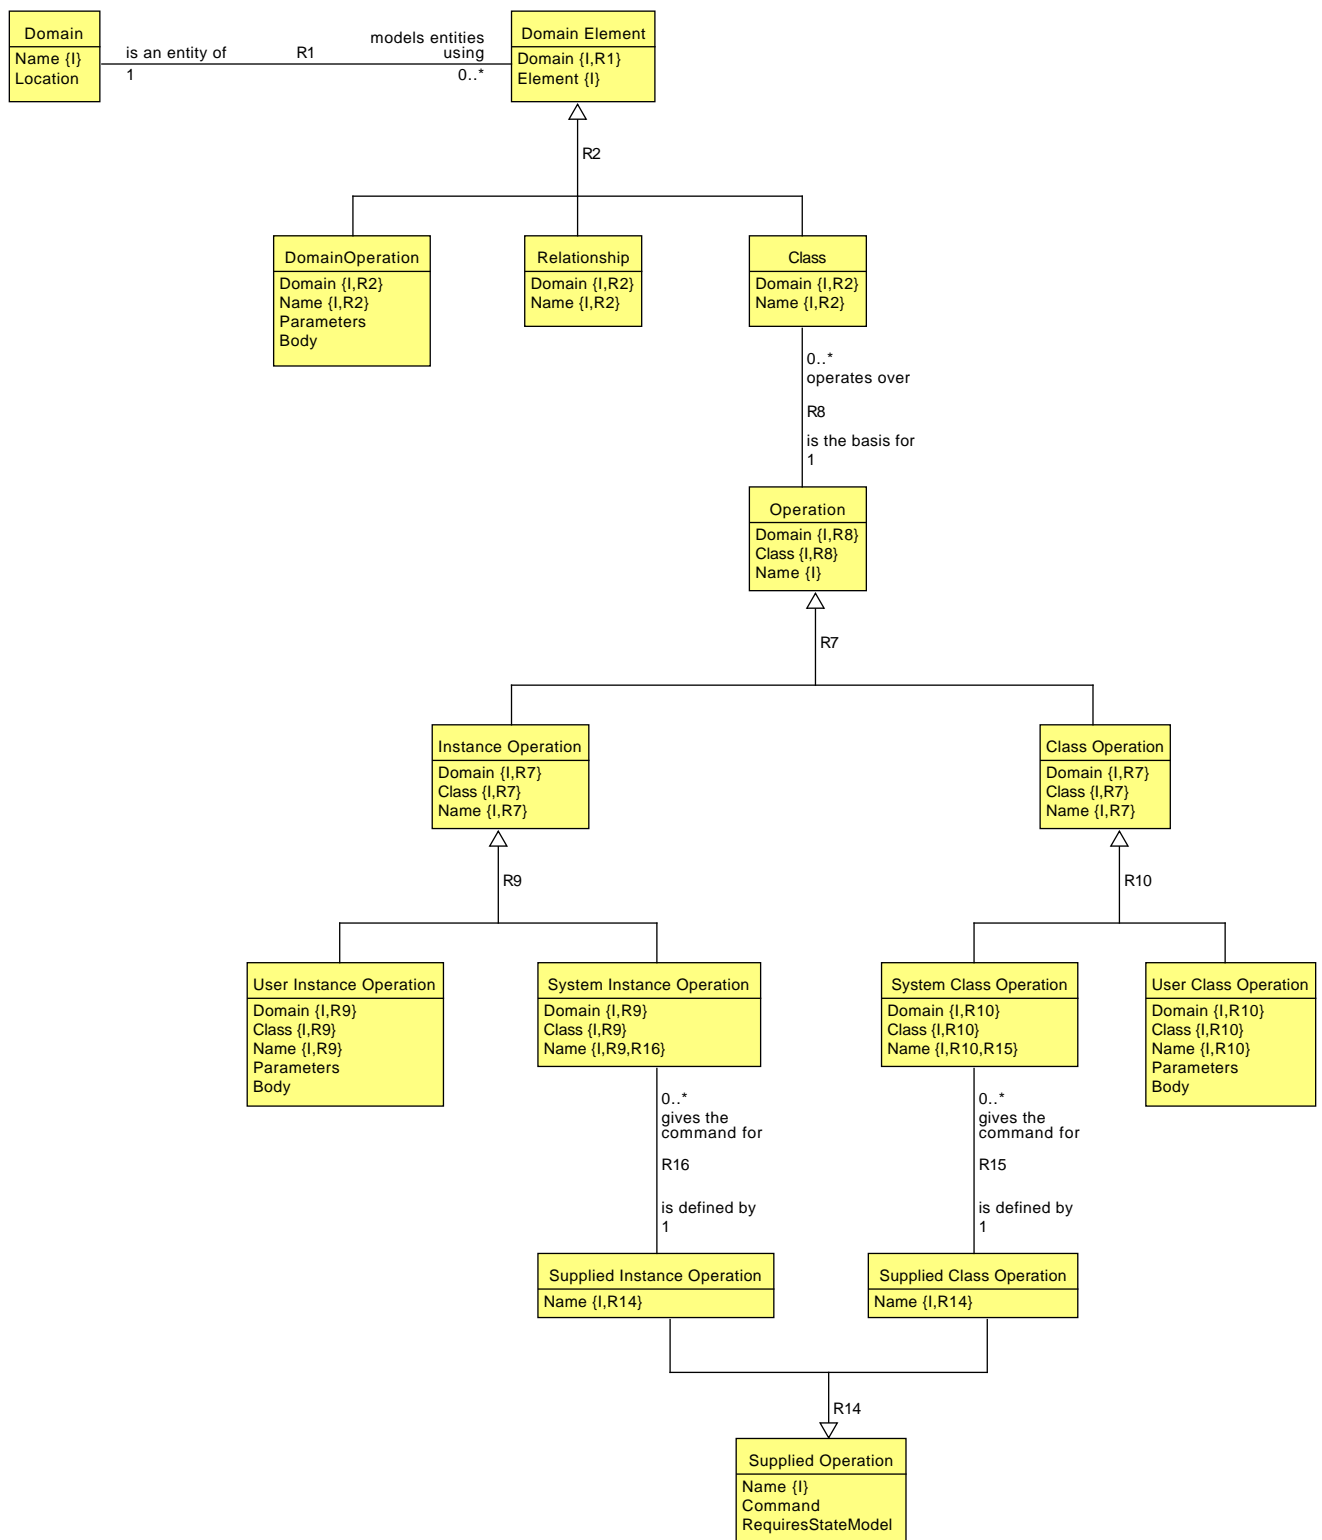 Domain
Name {I}
Location
is an entity of
1
R1
models entities
using
0..*
Domain Element
Domain {I,R1}
Element {I}
R2
DomainOperation
Domain {I,R2}
Name {I,R2}
Parameters
Body
Relationship
Domain {I,R2}
Name {I,R2}
Class
Domain {I,R2}
Name {I,R2}
0..*
operates over
R8
is the basis for
1
Operation
Domain {I,R8}
Class {I,R8}
Name {I}
R7
Instance Operation
Domain {I,R7}
Class {I,R7}
Name {I,R7}
Class Operation
Domain {I,R7}
Class {I,R7}
Name {I,R7}
R9
R10
User Instance Operation
Domain {I,R9}
Class {I,R9}
Name {I,R9}
Parameters
Body
System Instance Operation
Domain {I,R9}
Class {I,R9}
Name {I,R9,R16}
System Class Operation
Domain {I,R10}
Class {I,R10}
Name {I,R10,R15}
User Class Operation
Domain {I,R10}
Class {I,R10}
Name {I,R10}
Parameters
Body
0..*
gives the
command for
R16
is defined by
1
0..*
gives the
command for
R15
is defined by
1
Supplied Instance Operation
Name {I,R14}
Supplied Class Operation
Name {I,R14}
R14
Supplied Operation
Name {I}
Command
RequiresStateModel